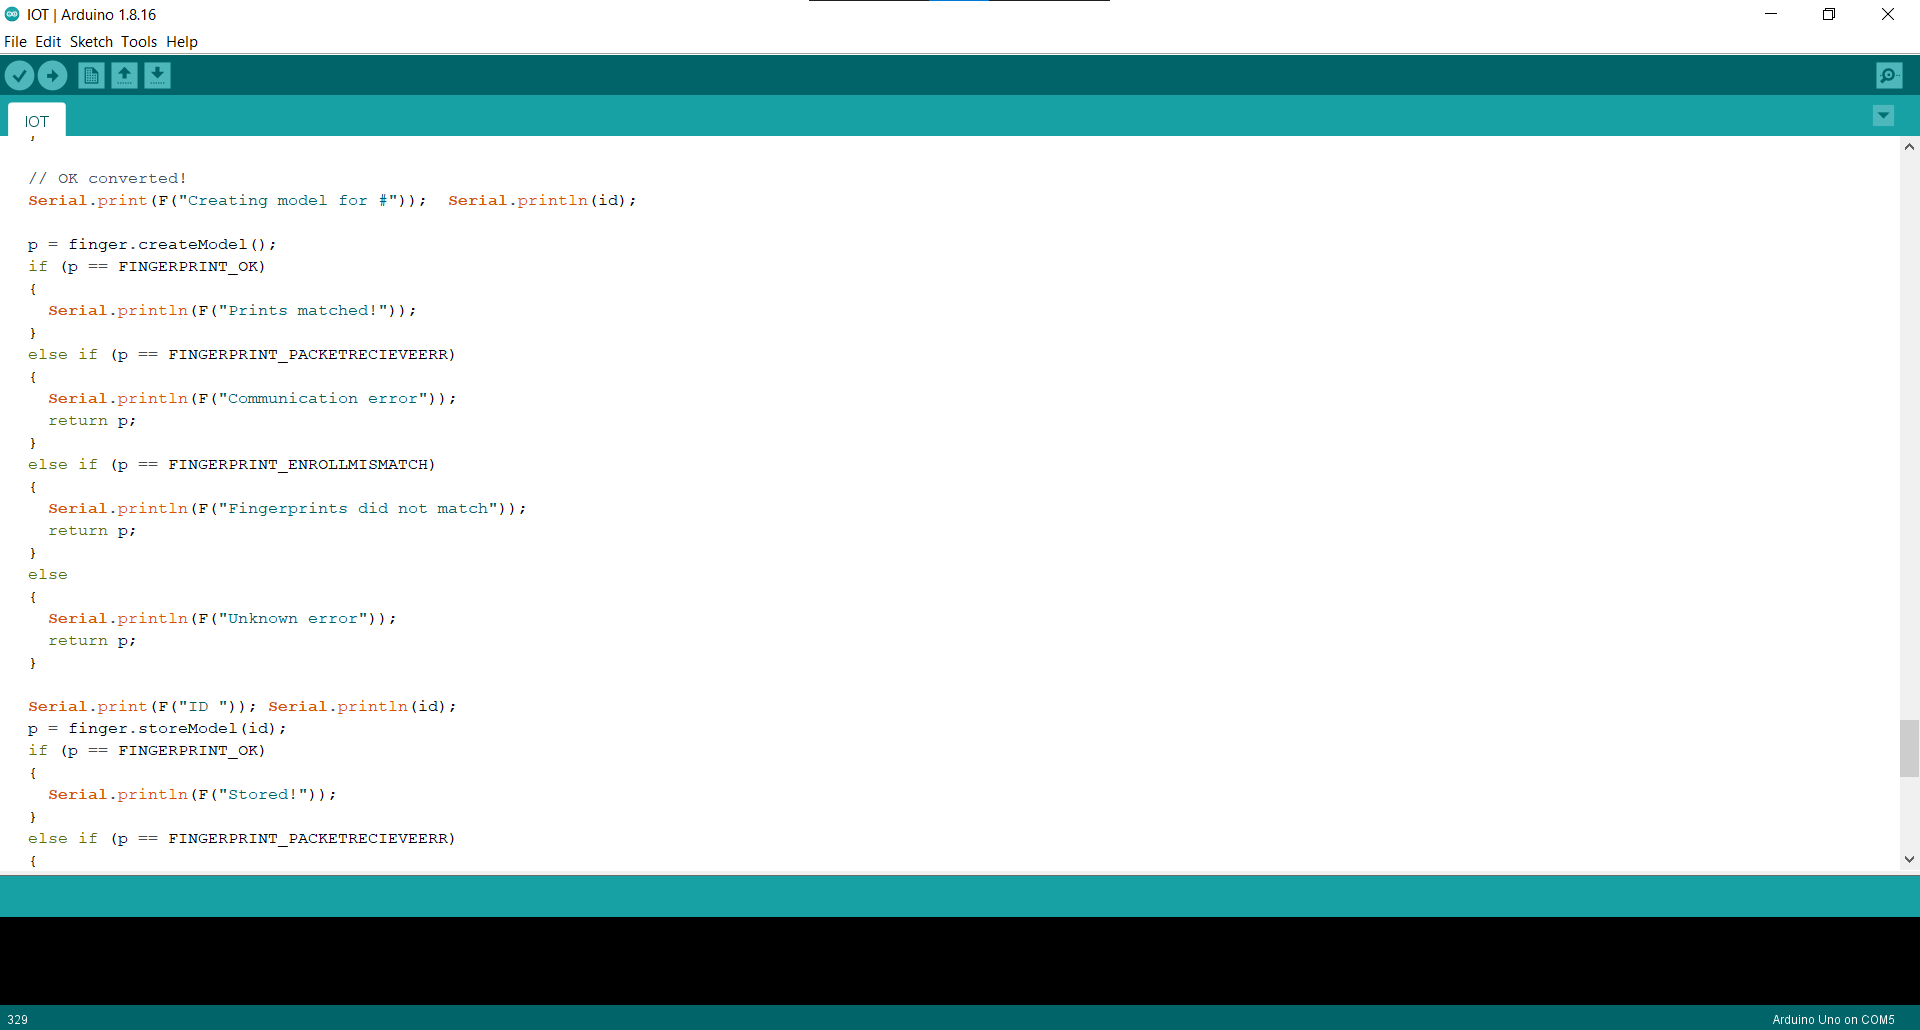 IOT | Arduino 1.8.16
File Edit Sketch Tools Help
IOT
}
// OK converted!
Serial.print(F("Creating model for #"));  Serial.println(id);
p = finger.createModel();
if (p == FINGERPRINT_OK)
{
  Serial.println(F("Prints matched!"));
}
else if (p == FINGERPRINT_PACKETRECIEVEERR)
{
  Serial.println(F("Communication error"));
  return p;
}
else if (p == FINGERPRINT_ENROLLMISMATCH)
{
  Serial.println(F("Fingerprints did not match"));
  return p;
}
else
{
  Serial.println(F("Unknown error"));
  return p;
}
Serial.print(F("ID ")); Serial.println(id);
p = finger.storeModel(id);
if (p == FINGERPRINT_OK)
{
  Serial.println(F("Stored!"));
}
else if (p == FINGERPRINT_PACKETRECIEVEERR)
{
329
Arduino Uno on COM5